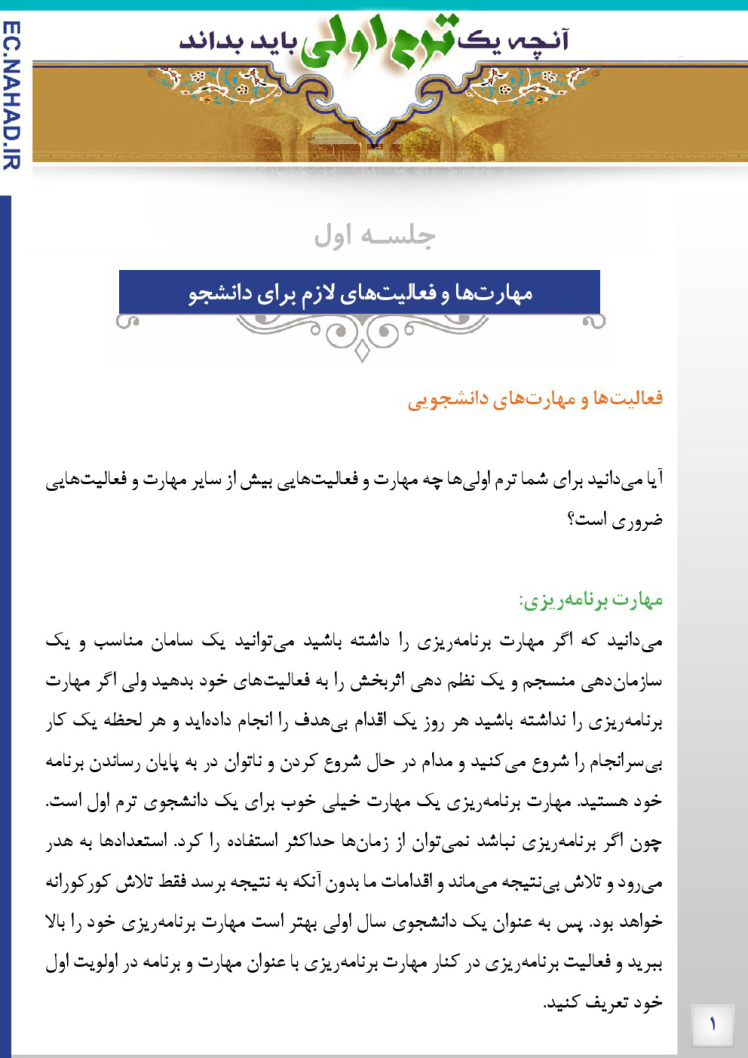 آنچه یک ترم اولی باید بداند
EC.NAHAD.IR
جلســه اول
مهارت‌ها و فعالیت‌های لازم برای دانشجو
فعالیت‌ها و مهارت‌های دانشجویی
آیا می‌دانید برای شما ترم اولی‌ها چه مهارت و فعالیت‌هایی بیش از سایر مهارت و فعالیت‌هایی
ضروری است؟
مهارت برنامه‌ریزی:
می‌دانید که اگر مهارت برنامه‌ریزی را داشته باشید می‌توانید یک سامان مناسب و یک
سازمان‌دهی منسجم و یک نظم دهی اثربخش را به فعالیت‌های خود بدهید ولی اگر مهارت
برنامه‌ریزی را نداشته باشید هر روز یک اقدام بی‌هدف را انجام داده‌اید و هر لحظه یک کار
بی‌سرانجام را شروع می‌کنید و مدام در حال شروع کردن و ناتوان در به پایان رساندن برنامه
خود هستید. مهارت برنامه‌ریزی یک مهارت خیلی خوب برای یک دانشجوی ترم اول است.
چون اگر برنامه‌ریزی نباشد نمی‌توان از زمان‌ها حداکثر استفاده را کرد. استعدادها به هدر
می‌رود و تلاش بی‌نتیجه می‌ماند و اقدامات ما بدون آنکه به نتیجه برسد فقط تلاش کورکورانه
خواهد بود. پس به عنوان یک دانشجوی سال اولی بهتر است مهارت برنامه‌ریزی خود را بالا
ببرید و فعالیت برنامه‌ریزی در کنار مهارت برنامه‌ریزی با عنوان مهارت و برنامه در اولویت اول
خود تعریف کنید.
۱